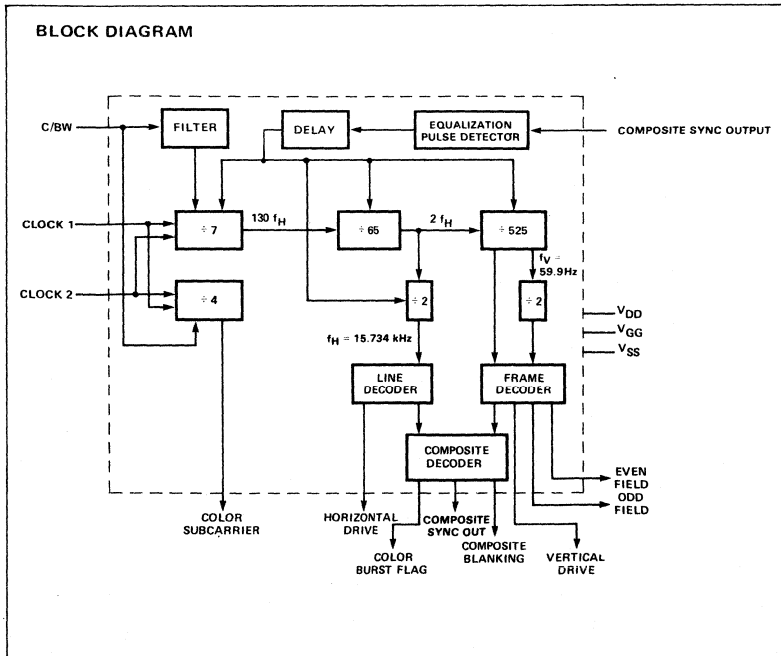 BLOCK DIAGRAM
C/BW
FILTER
DELAY
EQUALIZATION
PULSE DETECTOR
COMPOSITE SYNC OUTPUT
CLOCK 1
÷ 7
130 fH
÷ 65
2 fH
÷ 525
fV =
59.9Hz
CLOCK 2
÷ 4
÷ 2
÷ 2
VDD
VGG
VSS
fH = 15.734 kHz
LINE
DECODER
FRAME
DECODER
COMPOSITE
DECODER
EVEN
FIELD
ODD
FIELD
COLOR
SUBCARRIER
HORIZONTAL
DRIVE
COMPOSITE
SYNC OUT
COLOR
BURST FLAG
COMPOSITE
BLANKING
VERTICAL
DRIVE